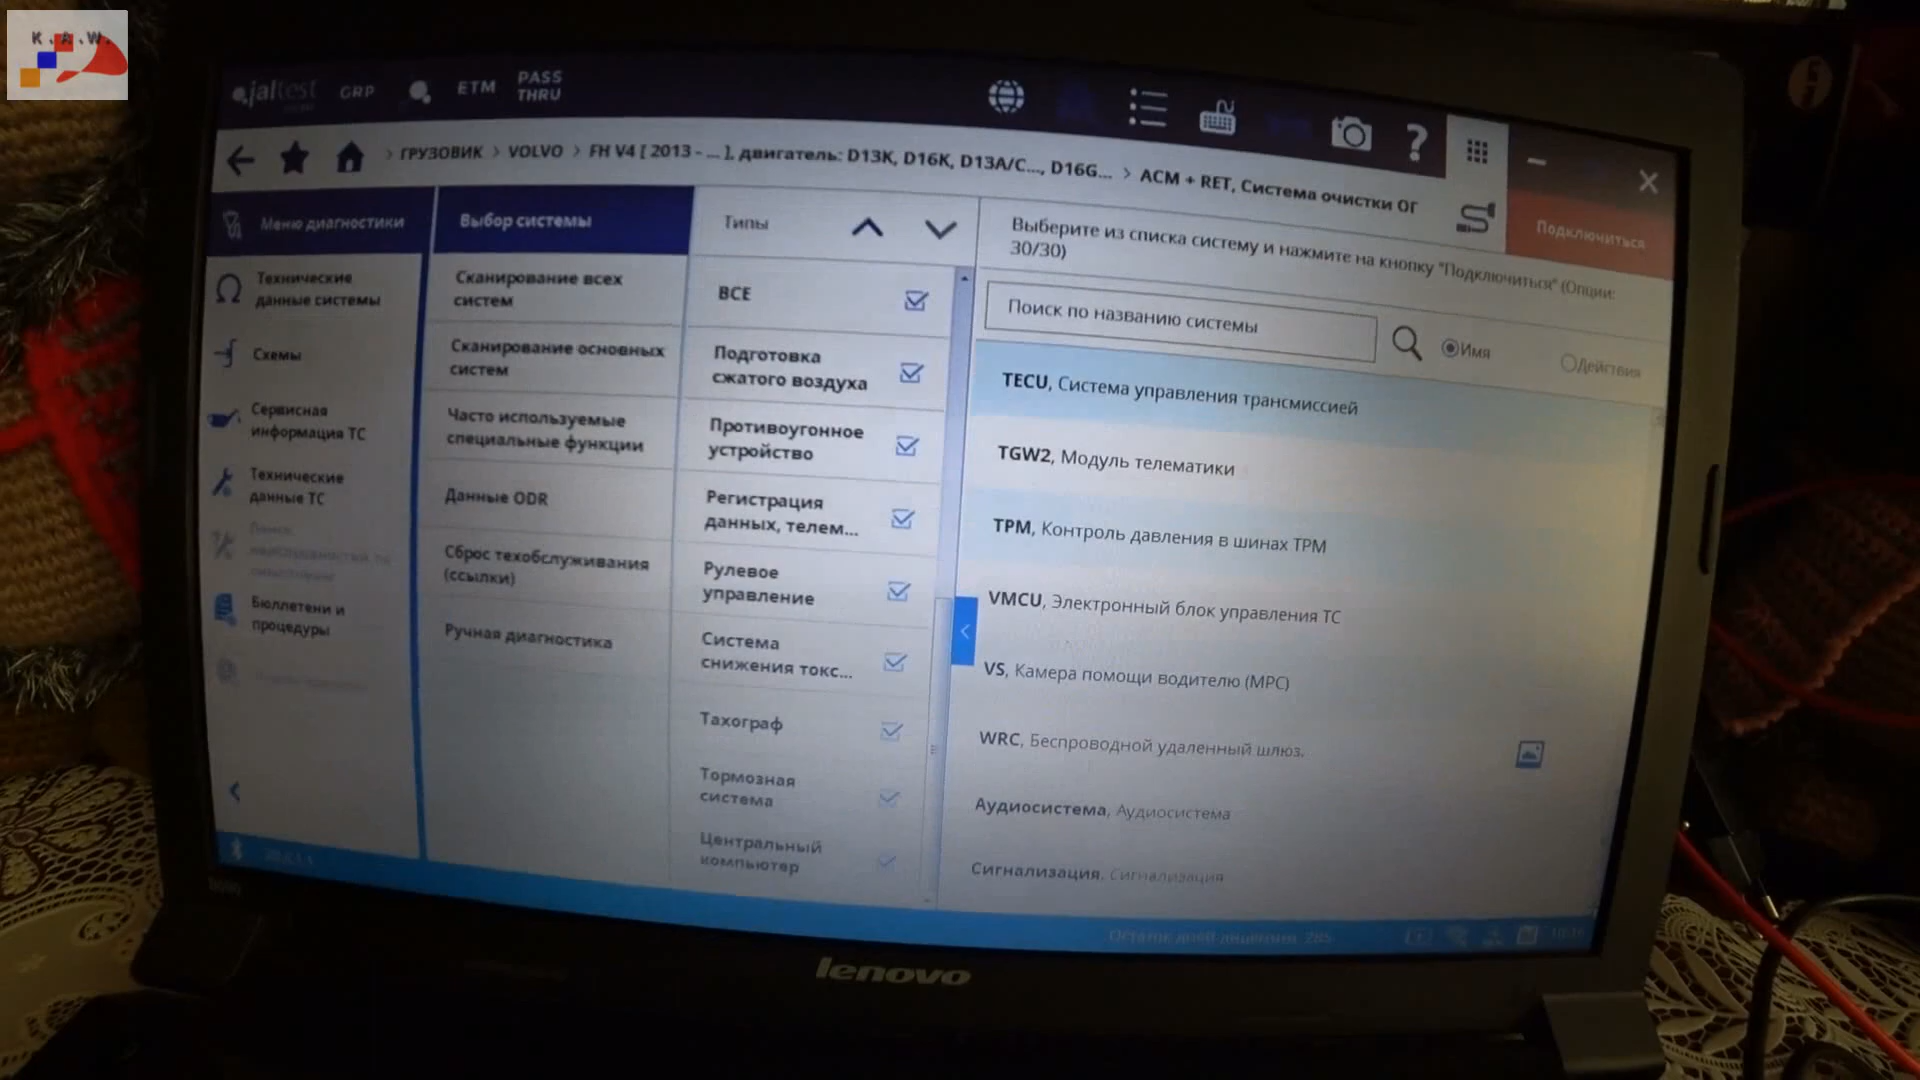 K.A.W.
jaltest
GRP
ETM
PASS
THRU
?
> ГРУЗОВИК > VOLVO > FH V4 [ 2013 - ... ], двигатель: D13K, D16K, D13A/C..., D16G... > ACM + RET, Система очистки ОГ
Подключиться
Меню диагностики
Технические
данные системы
Схемы
Сервисная
информация ТС
Технические
данные ТС
Бюллетени и
процедуры
Выбор системы
Сканирование всех
систем
Сканирование основных
систем
Часто используемые
специальные функции
Данные ODR
Сброс техобслуживания
(ссылки)
Ручная диагностика
Типы
ВСЕ
Подготовка
сжатого воздуха
Противоугонное
устройство
Регистрация
данных, телем...
Рулевое
управление
Система
снижения токс...
Тахограф
Тормозная
система
Центральный
компьютер
Выберите из списка систему и нажмите на кнопку "Подключиться" (Опции:
30/30)
Поиск по названию системы
Имя
Действия
TECU, Система управления трансмиссией
TGW2, Модуль телематики
TPM, Контроль давления в шинах TPM
VMCU, Электронный блок управления ТС
VS, Камера помощи водителю (MPC)
WRC, Беспроводной удаленный шлюз.
Аудиосистема, Аудиосистема
Сигнализация, Сигнализация
Остаток дней лицензии: 285
lenovo